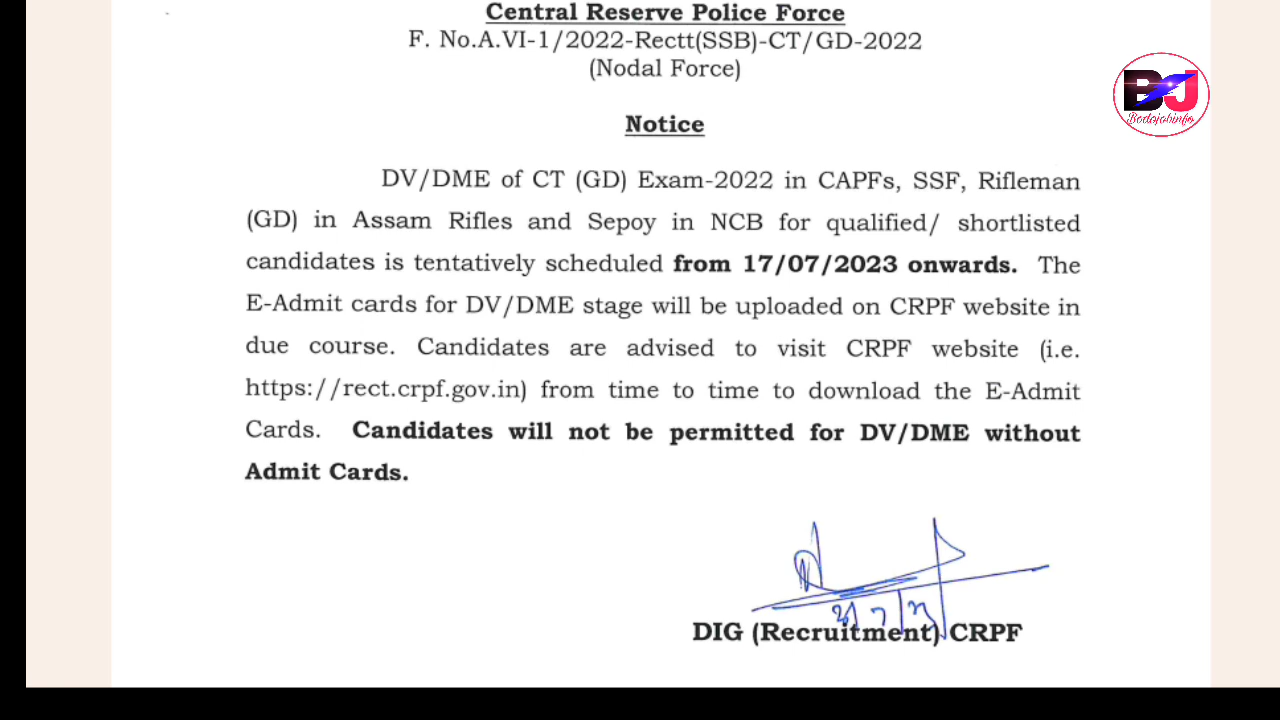 Central Reserve Police Force
F. No.A.VI-1/2022-Rectt(SSB)-CT/GD-2022
(Nodal Force)
BJ
Bodojobinfo
Notice
DV/DME of CT (GD) Exam-2022 in CAPFs, SSF, Rifleman
(GD) in Assam Rifles and Sepoy in NCB for qualified/ shortlisted
candidates is tentatively scheduled from 17/07/2023 onwards. The
E-Admit cards for DV/DME stage will be uploaded on CRPF website in
due course. Candidates are advised to visit CRPF website (i.e.
https://rect.crpf.gov.in) from time to time to download the E-Admit
Cards. Candidates will not be permitted for DV/DME without
Admit Cards.
DIG (Recruitment) CRPF